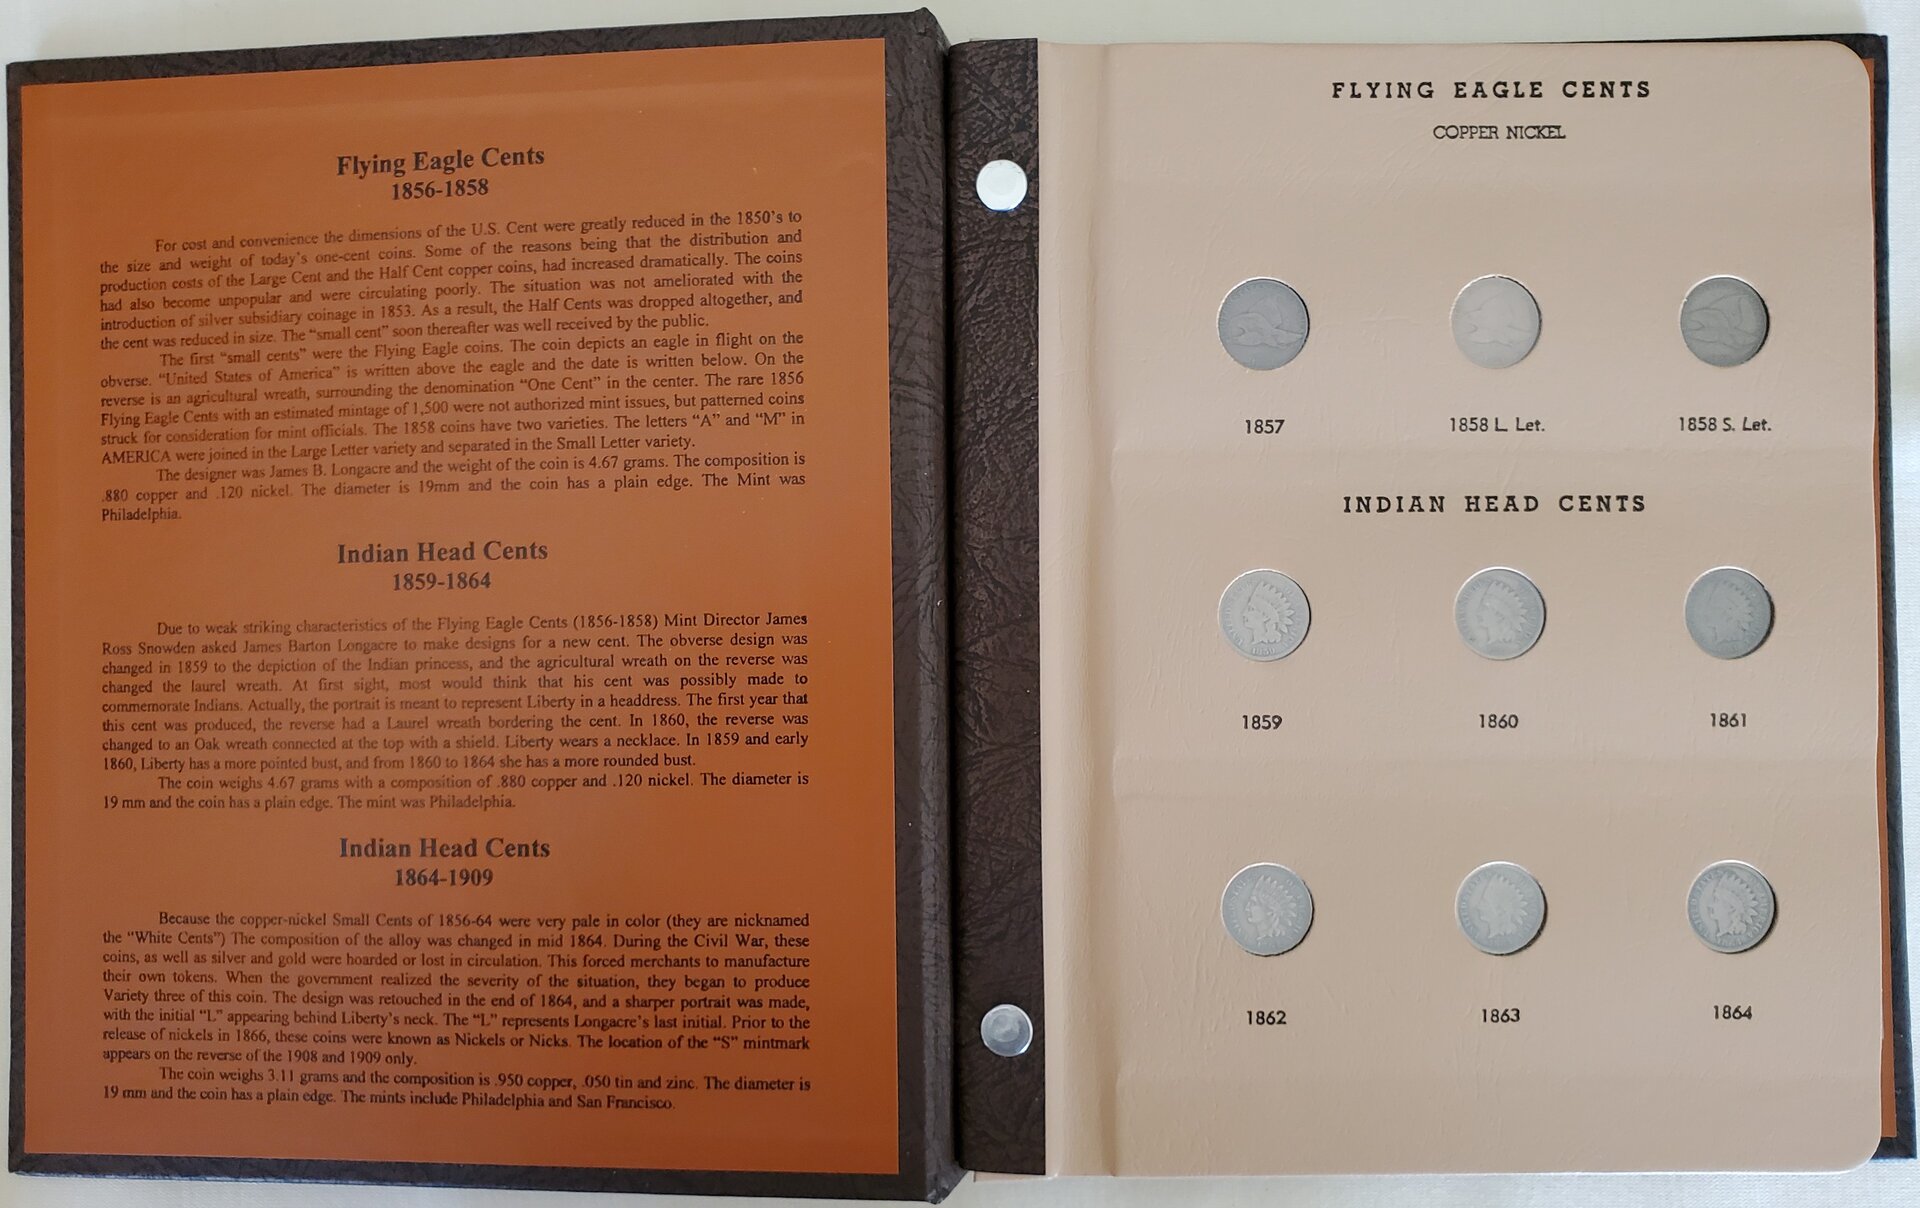 Flying Eagle Cents
1856-1858
For cost and convenience the dimensions of the U.S. Cent were greatly reduced in the 1850's to
the size and weight of today's one-cent coins. Some of the reasons being that the distribution and
production costs of the Large Cent and the Half Cent copper coins, had increased dramatically. The coins
had also become unpopular and were circulating poorly. The situation was not ameliorated with the
introduction of silver subsidiary coinage in 1853. As a result, the Half Cents was dropped altogether, and
the cent was reduced in size. The “small cent” soon thereafter was well received by the public.
The first “small cents” were the Flying Eagle coins. The coin depicts an eagle in flight on the
obverse. “United States of America” is written above the eagle and the date is written below. On the
reverse is an agricultural wreath, surrounding the denomination “One Cent” in the center. The rare 1856
Flying Eagle Cents with an estimated mintage of 1,500 were not authorized mint issues, but patterned coins
struck for consideration for mint officials. The 1858 coins have two varieties. The letters “A” and “M” in
AMERICA were joined in the Large Letter variety and separated in the Small Letter variety.
The designer was James B. Longacre and the weight of the coin is 4.67 grams. The composition is
.880 copper and .120 nickel. The diameter is 19mm and the coin has a plain edge. The Mint was
Philadelphia.
Indian Head Cents
1859-1864
Due to weak striking characteristics of the Flying Eagle Cents (1856-1858) Mint Director James
Ross Snowden asked James Barton Longacre to make designs for a new cent. The obverse design was
changed in 1859 to the depiction of the Indian princess, and the agricultural wreath on the reverse was
changed the laurel wreath. At first sight, most would think that his cent was possibly made to
commemorate Indians. Actually, the portrait is meant to represent Liberty in a headdress. The first year that
this cent was produced, the reverse had a Laurel wreath bordering the cent. In 1860, the reverse was
changed to an Oak wreath connected at the top with a shield. Liberty wears a necklace. In 1859 and early
1860, Liberty has a more pointed bust, and from 1860 to 1864 she has a more rounded bust.
The coin weighs 4.67 grams with a composition of .880 copper and .120 nickel. The diameter is
19 mm and the coin has a plain edge. The mint was Philadelphia.
Indian Head Cents
1864-1909
Because the copper-nickel Small Cents of 1856-64 were very pale in color (they are nicknamed
the “White Cents”) The composition of the alloy was changed in mid 1864. During the Civil War, these
coins, as well as silver and gold were hoarded or lost in circulation. This forced merchants to manufacture
their own tokens. When the government realized the severity of the situation, they began to produce
Variety three of this coin. The design was retouched in the end of 1864, and a sharper portrait was made,
with the initial “L” appearing behind Liberty's neck. The “L” represents Longacre's last initial. Prior to the
release of nickels in 1866, these coins were known as Nickels or Nicks. The location of the “S” mintmark
appears on the reverse of the 1908 and 1909 only.
The coin weighs 3.11 grams and the composition is .950 copper, .050 tin and zinc. The diameter is
19 mm and the coin has a plain edge. The mints include Philadelphia and San Francisco.
FLYING EAGLE CENTS
COPPER NICKEL
1857
1858 L. Let.
1858 S. Let.
INDIAN HEAD CENTS
1859
1859
1860
1861
1862
1863
1864